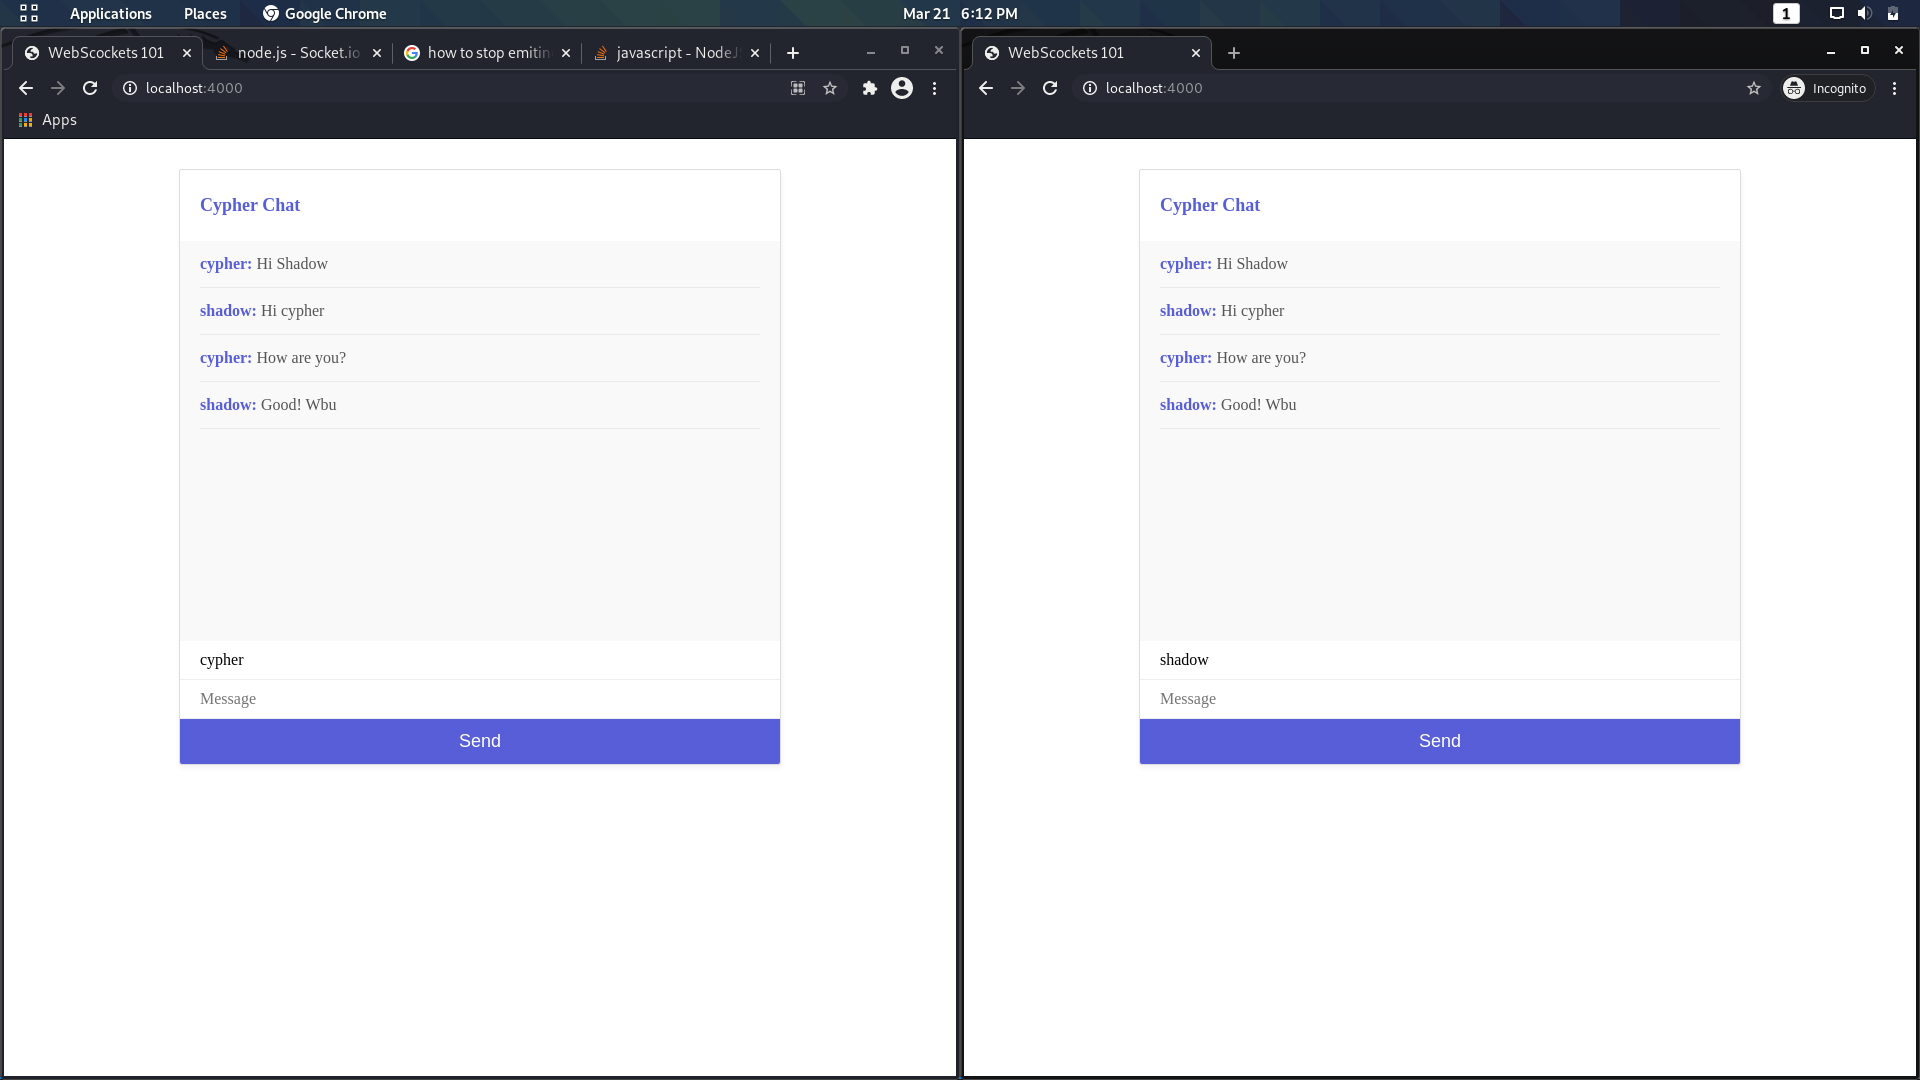 Applications Places Google Chrome Mar 21 6:12 PM 1
WebScockets 101 node.js - Socket.io how to stop emitin javascript - NodeJ
localhost:4000
Apps
Cypher Chat
cypher: Hi Shadow
shadow: Hi cypher
cypher: How are you?
shadow: Good! Wbu
cypher
Message
Send
WebScockets 101
localhost:4000 Incognito
Cypher Chat
cypher: Hi Shadow
shadow: Hi cypher
cypher: How are you?
shadow: Good! Wbu
shadow
Message
Send